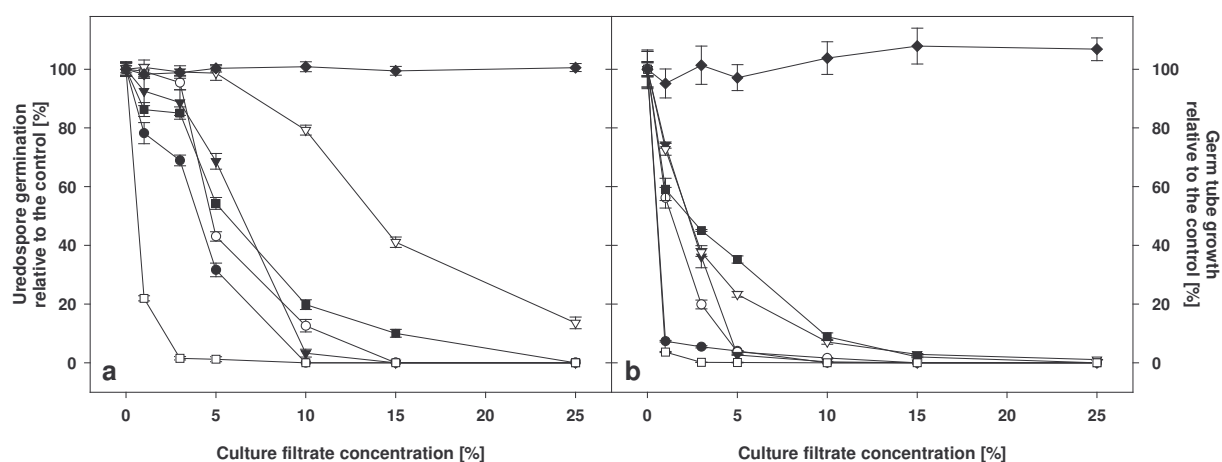 Uredospore germination
relative to the control [%]
100
80
60
40
20
0
a
0 5 10 15 20 25
Culture filtrate concentration [%]
b
0 5 10 15 20 25
Culture filtrate concentration [%]
100
80
60
40
20
0
Germ tube growth
relative to the control [%]